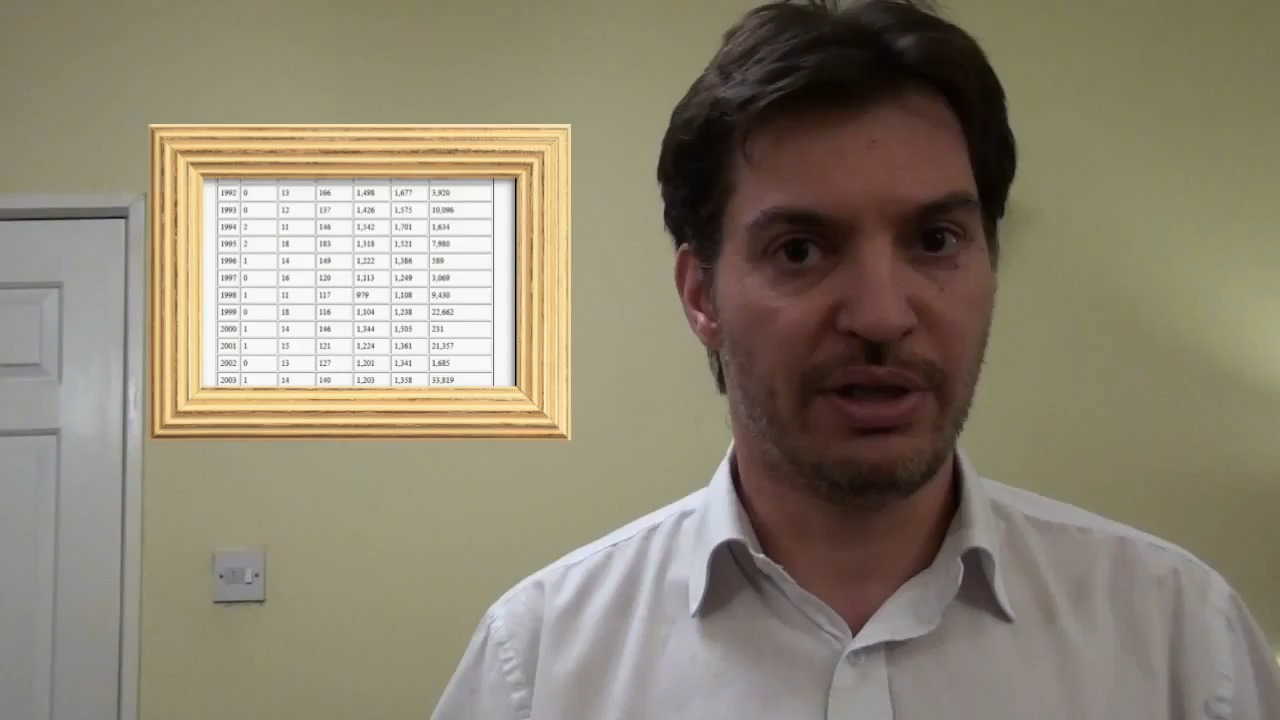 1992 0 13 166 1,498 1,677 3,920
1993 0 12 137 1,426 1,575 10,096
1994 2 11 146 1,542 1,701 1,634
1995 2 18 183 1,318 1,521 7,980
1996 1 14 149 1,222 1,386 589
1997 0 16 120 1,113 1,249 3,069
1998 1 11 117 979 1,108 9,430
1999 0 18 116 1,104 1,238 22,662
2000 1 14 146 1,344 1,505 231
2001 1 15 121 1,224 1,361 21,357
2002 0 13 127 1,201 1,341 1,685
2003 1 14 140 1,203 1,358 33,819